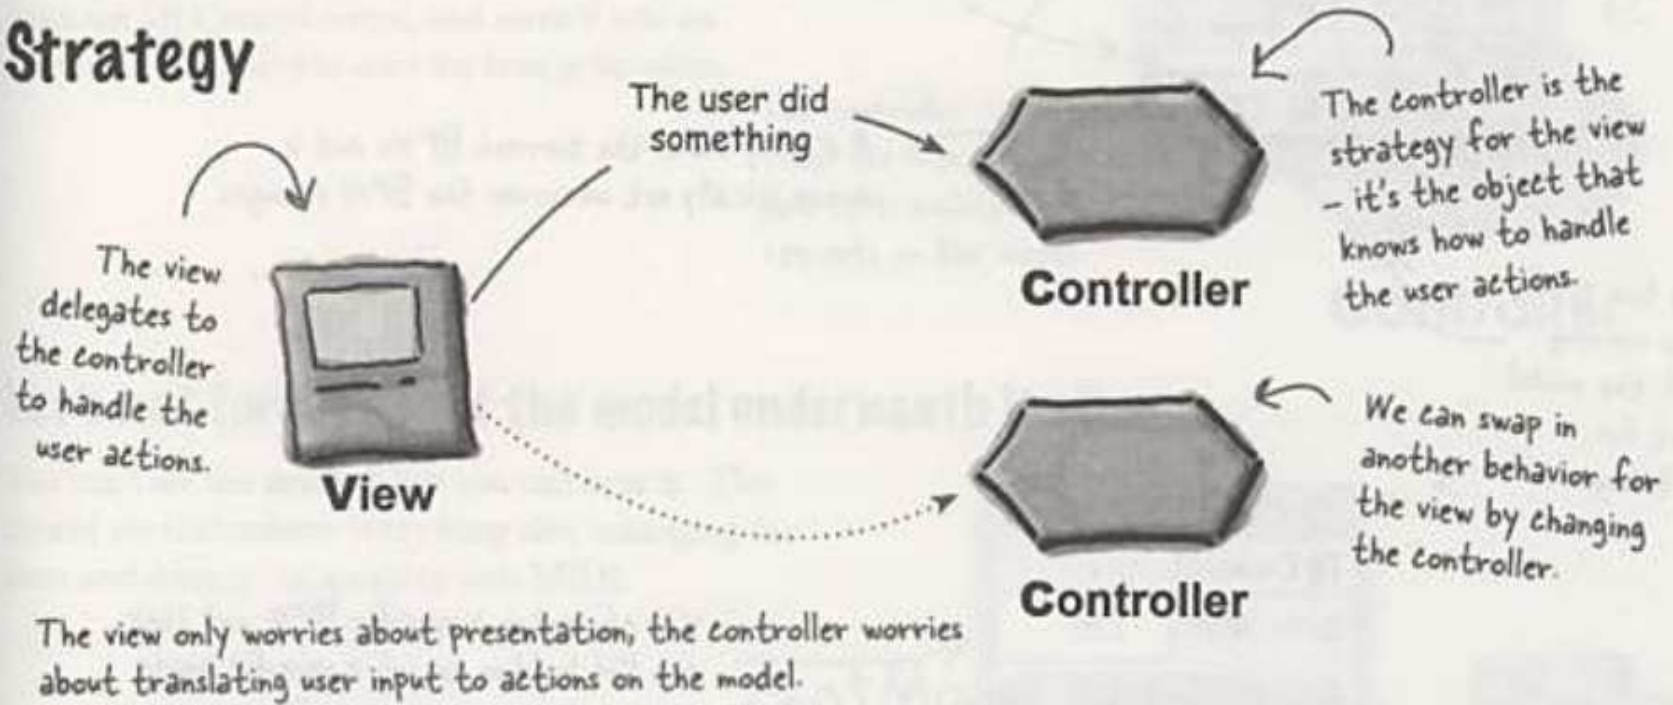 Strategy
The user did
something
The controller is the
strategy for the view
– it's the object that
knows how to handle
the user actions.
The view
delegates to
the controller
to handle the
user actions.
View
Controller
We can swap in
another behavior for
the view by changing
the controller.
Controller
The view only worries about presentation, the controller worries
about translating user input to actions on the model.